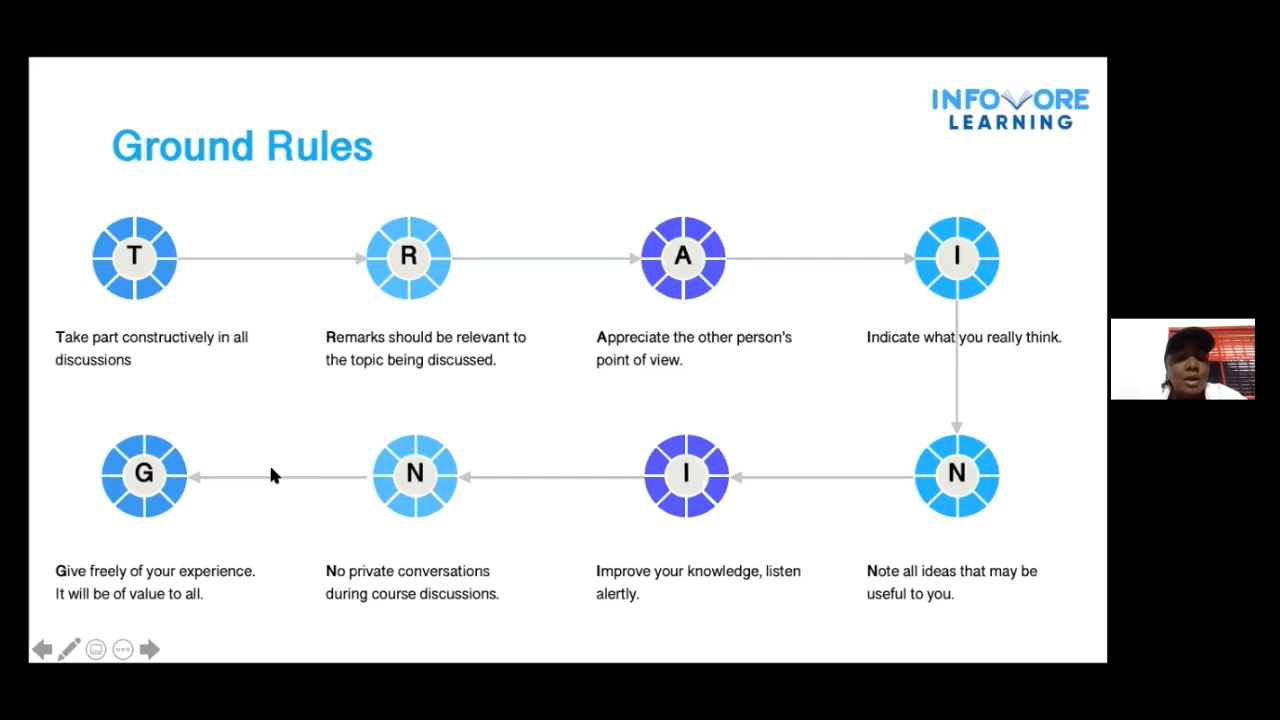 INFOVORE
LEARNING
Ground Rules
T
R
A
I
Take part constructively in all
discussions
Remarks should be relevant to
the topic being discussed.
Appreciate the other person's
point of view.
Indicate what you really think.
G
N
I
N
Give freely of your experience.
It will be of value to all.
No private conversations
during course discussions.
Improve your knowledge, listen
alertly.
Note all ideas that may be
useful to you.